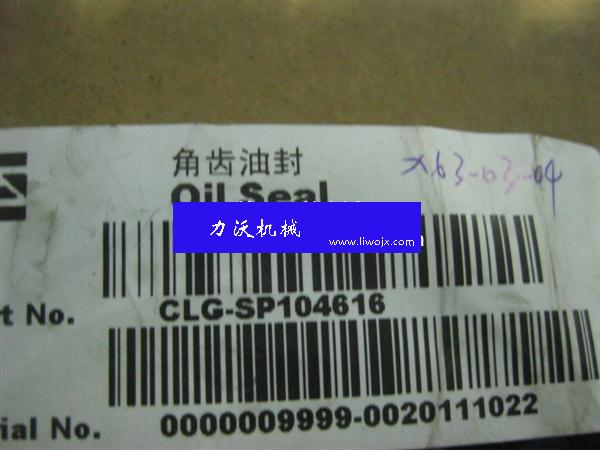 角齿油封
x63-03-04
Oil Seal
力沃机械
www.liwojx.com
t No.
CLG-SP104616
rial No.
0000009999-0020111022